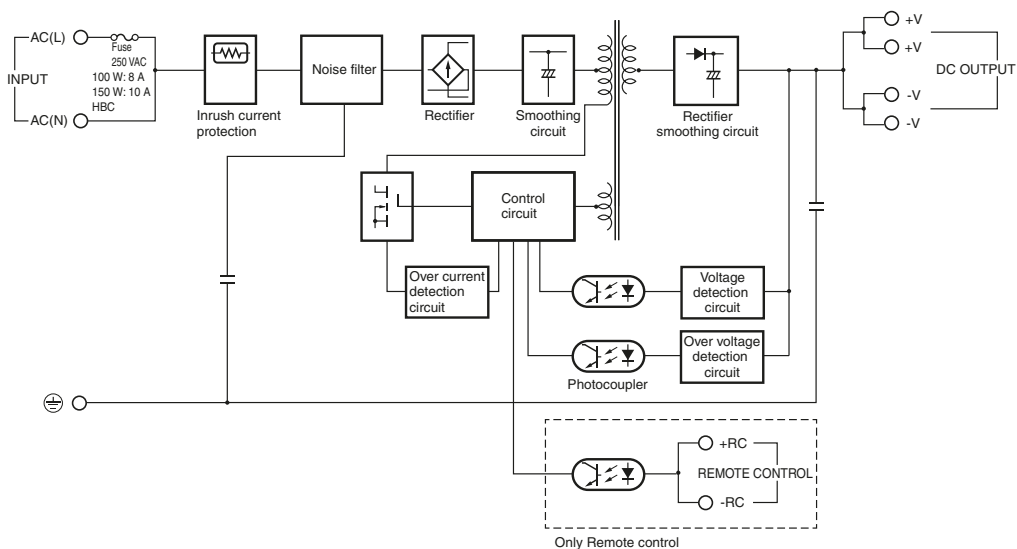 AC(L)
Fuse
250 VAC
100 W: 8 A
150 W: 10 A
HBC
INPUT
AC(N)
Inrush current
protection
Noise filter
Rectifier
Smoothing
circuit
Rectifier
smoothing circuit
+V
+V
DC OUTPUT
-V
-V
Control
circuit
Over current
detection
circuit
Voltage
detection
circuit
Over voltage
detection
circuit
Photocoupler
+RC
REMOTE CONTROL
-RC
Only Remote control